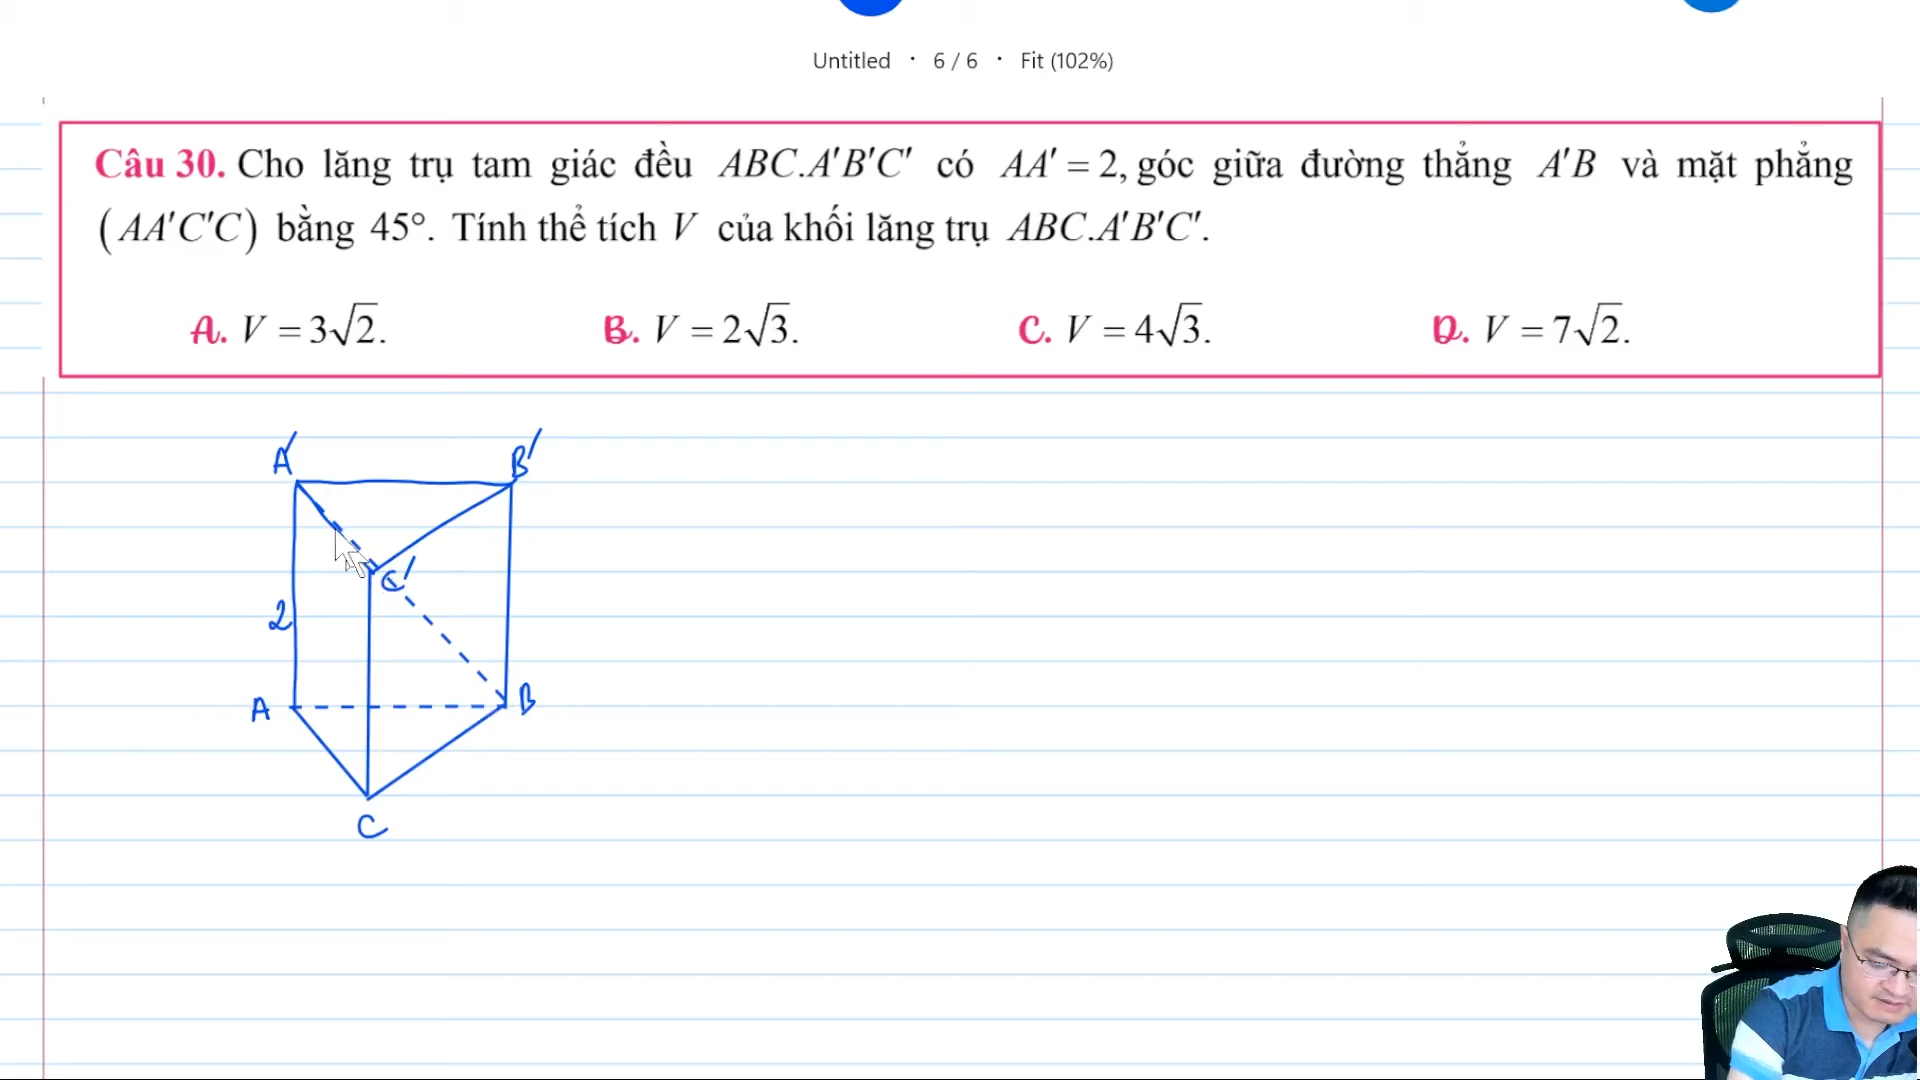 Untitled · 6 / 6 · Fit (102%)
Câu 30. Cho lăng trụ tam giác đều ABC.A'B'C' có AA' = 2, góc giữa đường thẳng A'B và mặt phẳng
(AA'C'C) bằng 45°. Tính thể tích V của khối lăng trụ ABC.A'B'C'.
A. V = 3√2. B. V = 2√3. C. V = 4√3. D. V = 7√2.
A' B'
C'
2
A B
C